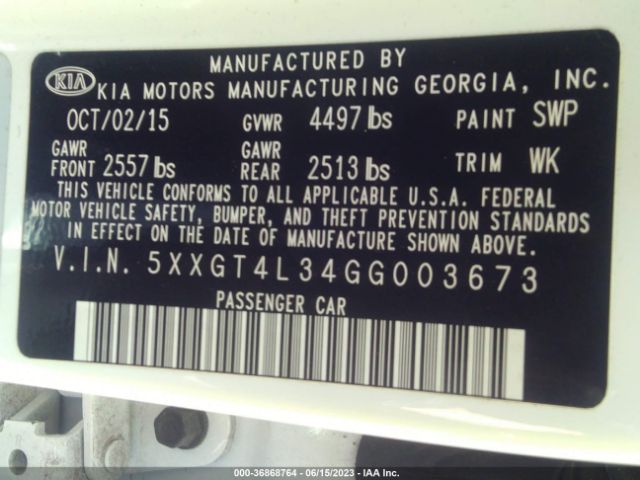 MANUFACTURED BY
KIA KIA MOTORS MANUFACTURING GEORGIA, INC.
OCT/02/15 GVWR 4497 lbs PAINT SWP
GAWR FRONT 2557 lbs GAWR REAR 2513 lbs TRIM WK
THIS VEHICLE CONFORMS TO ALL APPLICABLE U.S.A. FEDERAL
MOTOR VEHICLE SAFETY, BUMPER, AND THEFT PREVENTION STANDARDS
IN EFFECT ON THE DATE OF MANUFACTURE SHOWN ABOVE.
V.I.N. 5XXGT4L34GG003673
PASSENGER CAR
000-36868764 - 06/15/2023 - IAA Inc.